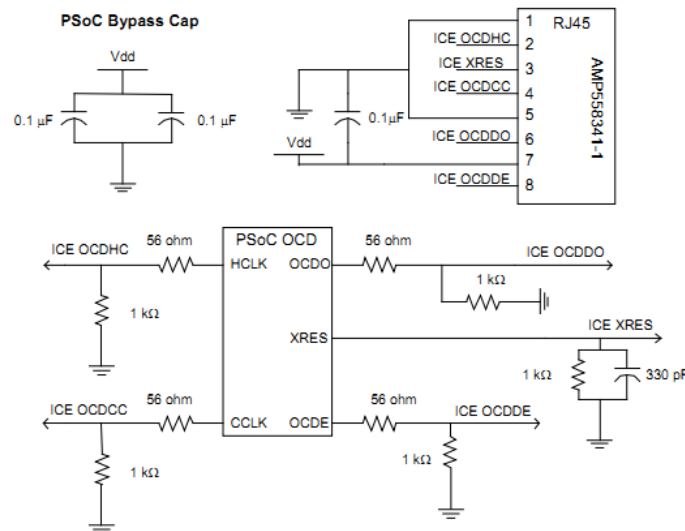 PSoC Bypass Cap
Vdd
0.1 µF
0.1 µF
RJ45
AMP558341-1
1
ICE OCDHC
2
ICE XRES
3
ICE OCDCC
4
0.1µF
5
ICE OCDDO
6
Vdd
7
ICE OCDDE
8
PSoC OCD
ICE OCDHC
56 ohm
HCLK
OCDO
56 ohm
ICE OCDDO
1 kΩ
1 kΩ
XRES
ICE XRES
1 kΩ
330 pF
ICE OCDCC
56 ohm
CCLK
OCDE
56 ohm
ICE OCDDE
1 kΩ
1 kΩ